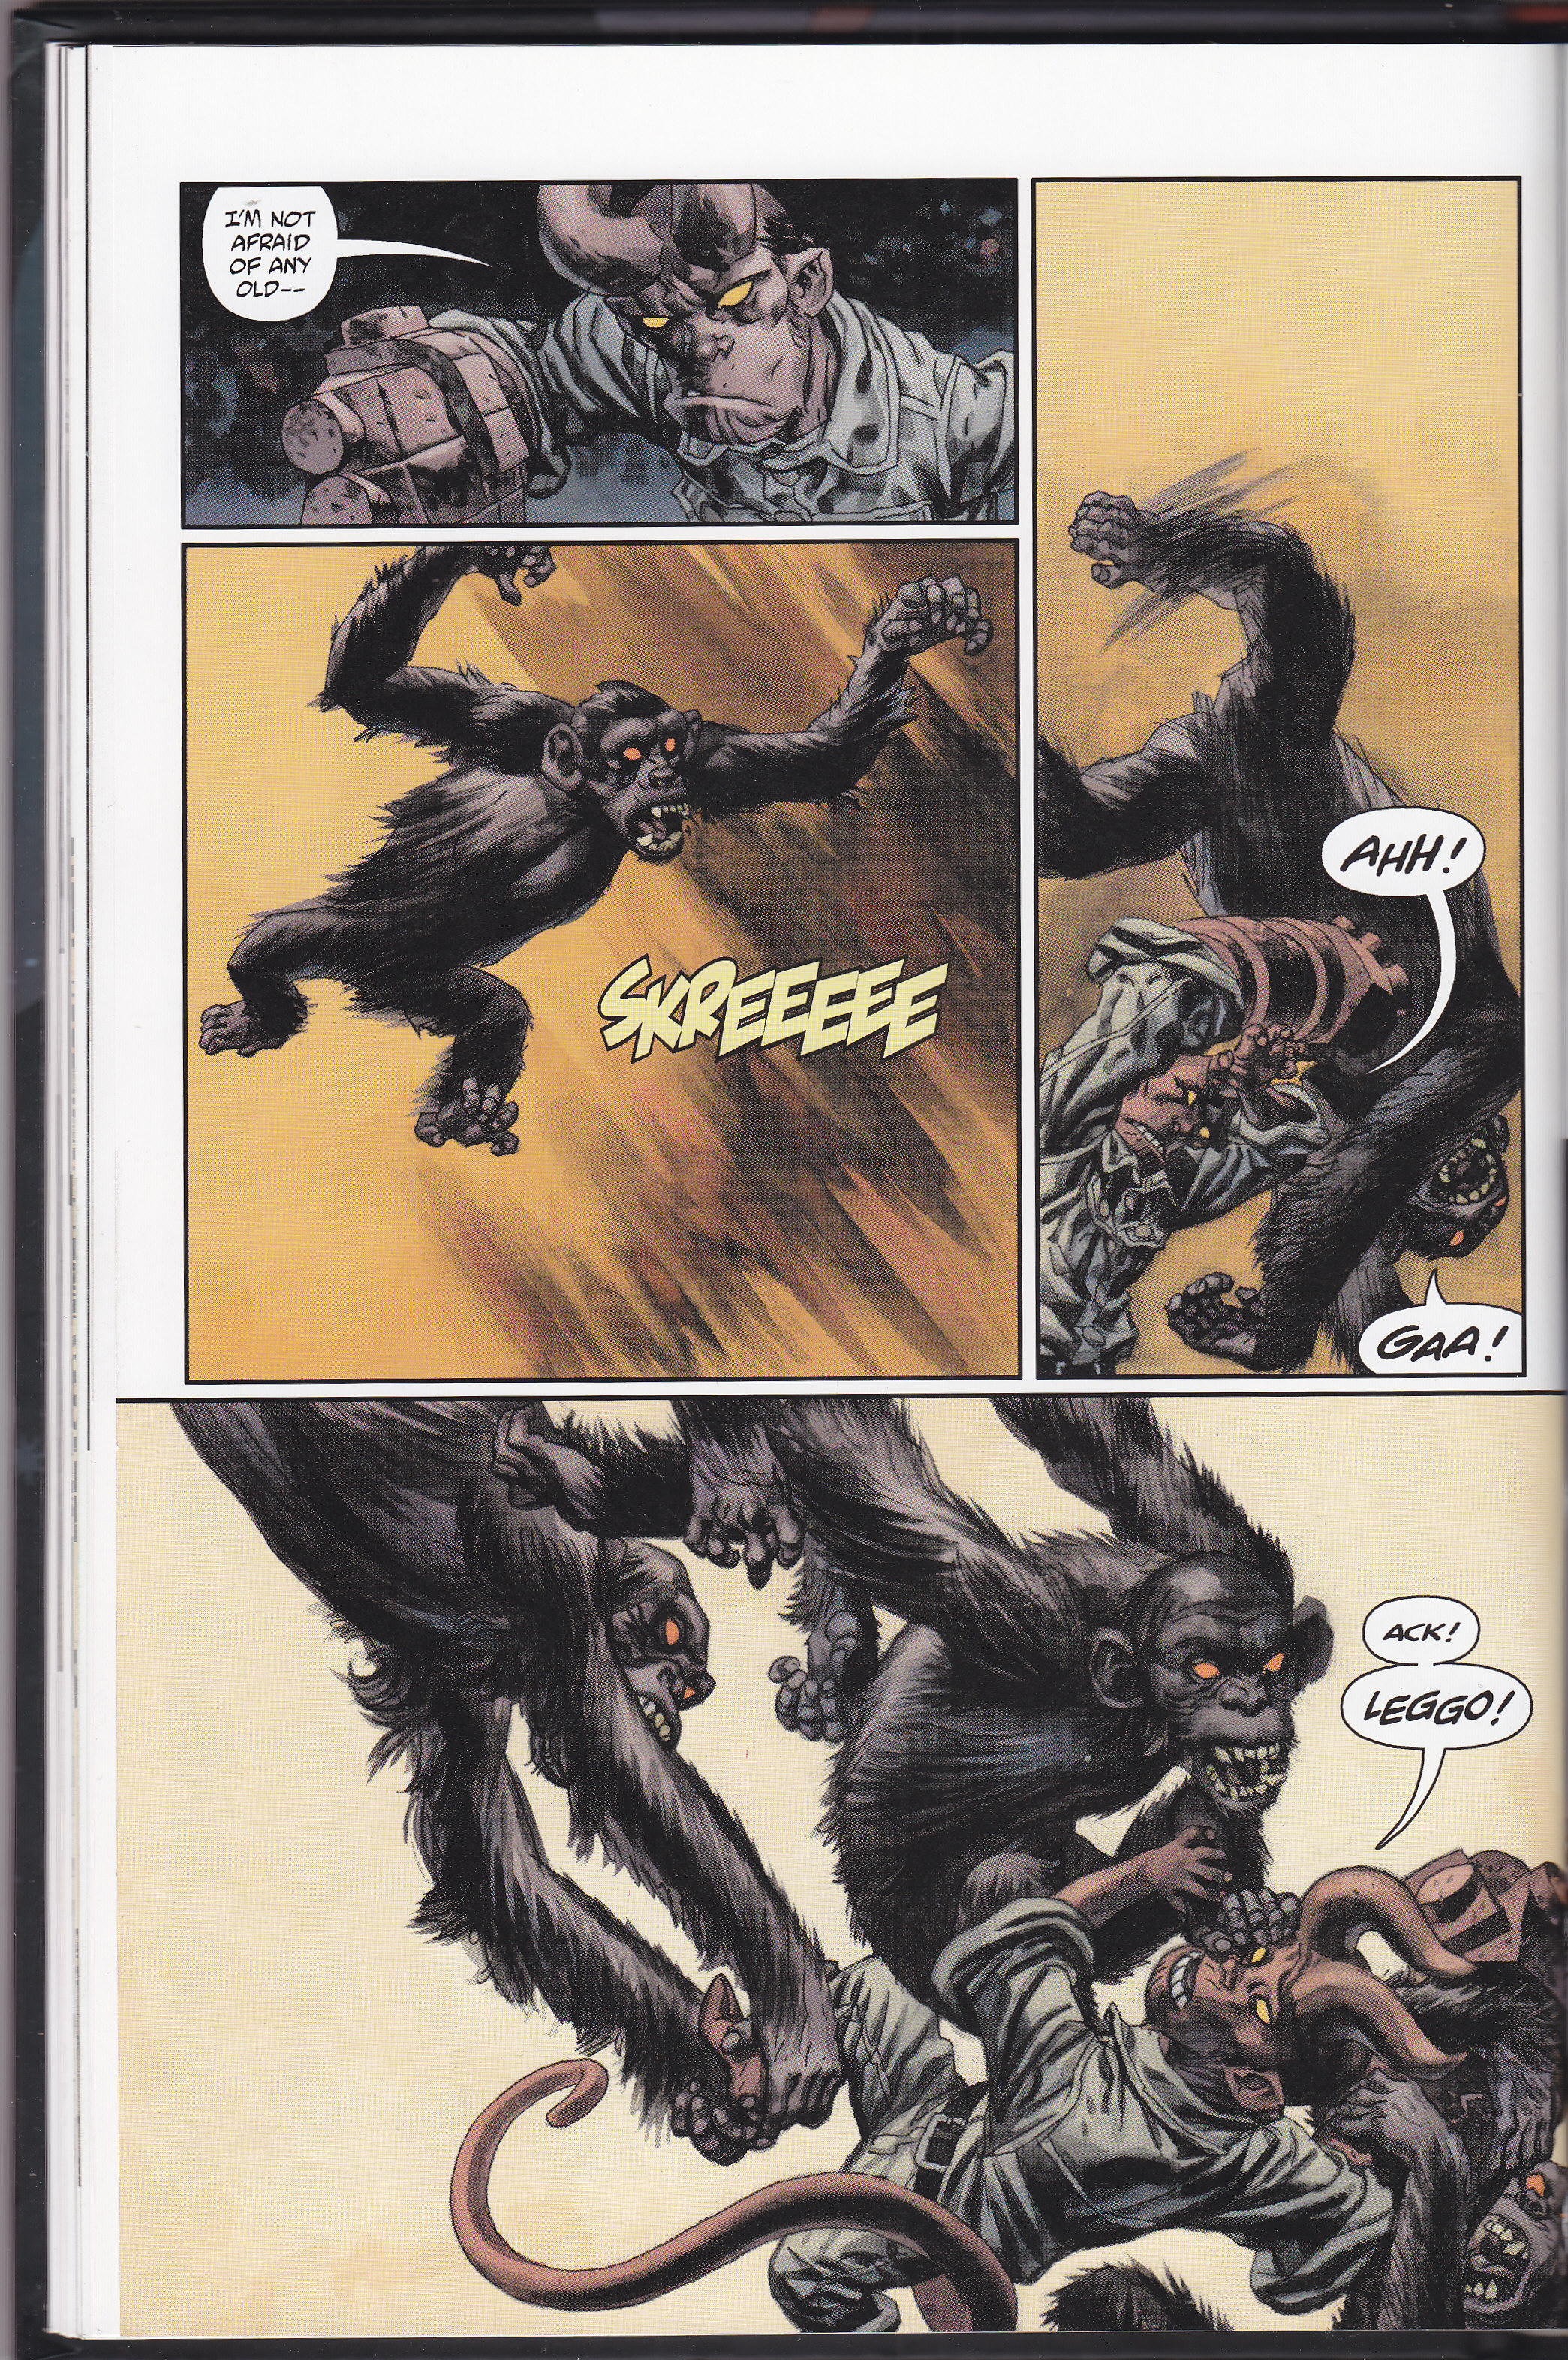 I'M NOT
AFRAID
OF ANY
OLD--
SKREEEEE
AHH!
GAA!
ACK!
LEGGO!